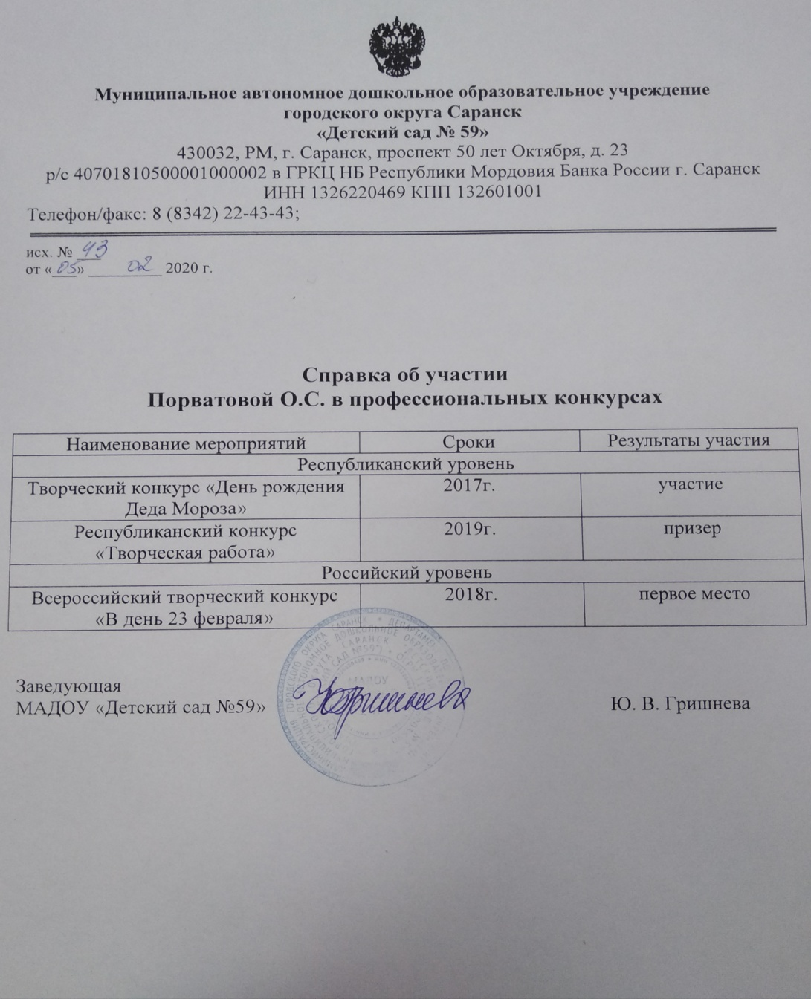 Муниципальное автономное дошкольное образовательное учреждение
городского округа Саранск
«Детский сад № 59»
430032, РМ, г. Саранск, проспект 50 лет Октября, д. 23
р/с 40701810500001000002 в ГРКЦ НБ Республики Мордовия Банка России г. Саранск
ИНН 1326220469 КПП 132601001
Телефон/факс: 8 (8342) 22-43-43;
исх. № 43
от «05» 02 2020 г.
Справка об участии
Порватовой О.С. в профессиональных конкурсах
Наименование мероприятий Сроки Результаты участия
Республиканский уровень
Творческий конкурс «День рождения Деда Мороза» 2017г. участие
Республиканский конкурс «Творческая работа» 2019г. призер
Российский уровень
Всероссийский творческий конкурс «В день 23 февраля» 2018г. первое место
Заведующая
МАДОУ «Детский сад №59» Ю. В. Гришнева